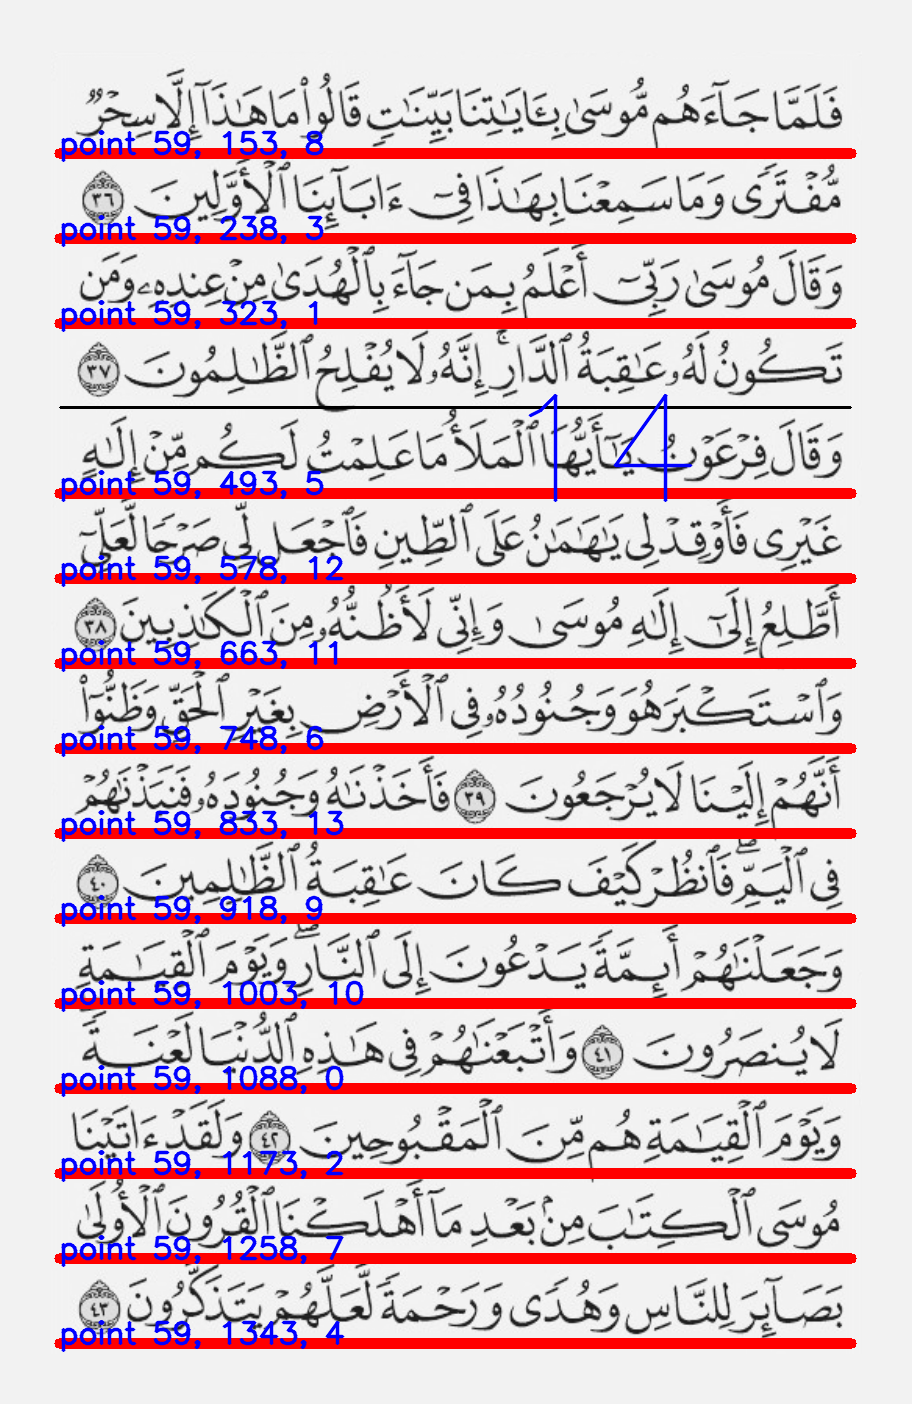 فَلَمَّا جَآءَهُم مُّوسَىٰ بِـَٔايَـٰتِنَا بَيِّنَـٰتٍ قَالُوا۟ مَا هَـٰذَآ إِلَّا سِحْرٌ
point 59, 153, 8
مُّفْتَرًى وَمَا سَمِعْنَا بِهَـٰذَا فِىٓ ءَابَآئِنَا ٱلْأَوَّلِينَ ٣٦
point 59, 238, 3
وَقَالَ مُوسَىٰ رَبِّىٓ أَعْلَمُ بِمَن جَآءَ بِٱلْهُدَىٰ مِنْ عِندِهِۦ وَمَن
point 59, 323, 1
تَكُونُ لَهُۥ عَـٰقِبَةُ ٱلدَّارِ ۚ إِنَّهُۥ لَا يُفْلِحُ ٱلظَّـٰلِمُونَ ٣٧
14
وَقَالَ فِرْعَوْنُ يَـٰٓأَيُّهَا ٱلْمَلَأُ مَا عَلِمْتُ لَكُم مِّنْ إِلَـٰهٍ
point 59, 493, 5
غَيْرِى فَأَوْقِدْ لِى يَـٰهَـٰمَـٰنُ عَلَى ٱلطِّينِ فَٱجْعَل لِّى صَرْحًا لَّعَلِّىٓ
point 59, 578, 12
أَطَّلِعُ إِلَىٰٓ إِلَـٰهِ مُوسَىٰ وَإِنِّى لَأَظُنُّهُۥ مِنَ ٱلْكَـٰذِبِينَ ٣٨
point 59, 663, 11
وَٱسْتَكْبَرَ هُوَ وَجُنُودُهُۥ فِى ٱلْأَرْضِ بِغَيْرِ ٱلْحَقِّ وَظَنُّوٓا۟
point 59, 748, 6
أَنَّهُمْ إِلَيْنَا لَا يُرْجَعُونَ ٣٩ فَأَخَذْنَـٰهُ وَجُنُودَهُۥ فَنَبَذْنَـٰهُمْ
point 59, 833, 13
فِى ٱلْيَمِّ ۖ فَٱنظُرْ كَيْفَ كَانَ عَـٰقِبَةُ ٱلظَّـٰلِمِينَ ٤٠
point 59, 918, 9
وَجَعَلْنَـٰهُمْ أَئِمَّةً يَدْعُونَ إِلَى ٱلنَّارِ ۖ وَيَوْمَ ٱلْقِيَـٰمَةِ
point 59, 1003, 10
لَا يُنصَرُونَ ٤١ وَأَتْبَعْنَـٰهُمْ فِى هَـٰذِهِ ٱلدُّنْيَا لَعْنَةً
point 59, 1088, 0
وَيَوْمَ ٱلْقِيَـٰمَةِ هُم مِّنَ ٱلْمَقْبُوحِينَ ٤٢ وَلَقَدْ ءَاتَيْنَا
point 59, 1173, 2
مُوسَى ٱلْكِتَـٰبَ مِنۢ بَعْدِ مَآ أَهْلَكْنَا ٱلْقُرُونَ ٱلْأُولَىٰ
point 59, 1258, 7
بَصَآئِرَ لِلنَّاسِ وَهُدًى وَرَحْمَةً لَّعَلَّهُمْ يَتَذَكَّرُونَ ٤٣
point 59, 1343, 4